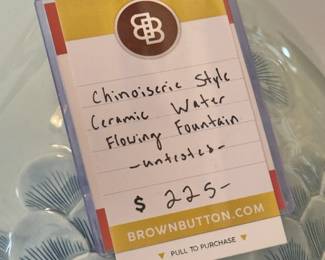 BB
Chinoiserie Style
Ceramic Water
Flowing Fountain
-untested-
$ 225-
BROWNBUTTON.COM
PULL TO PURCHASE